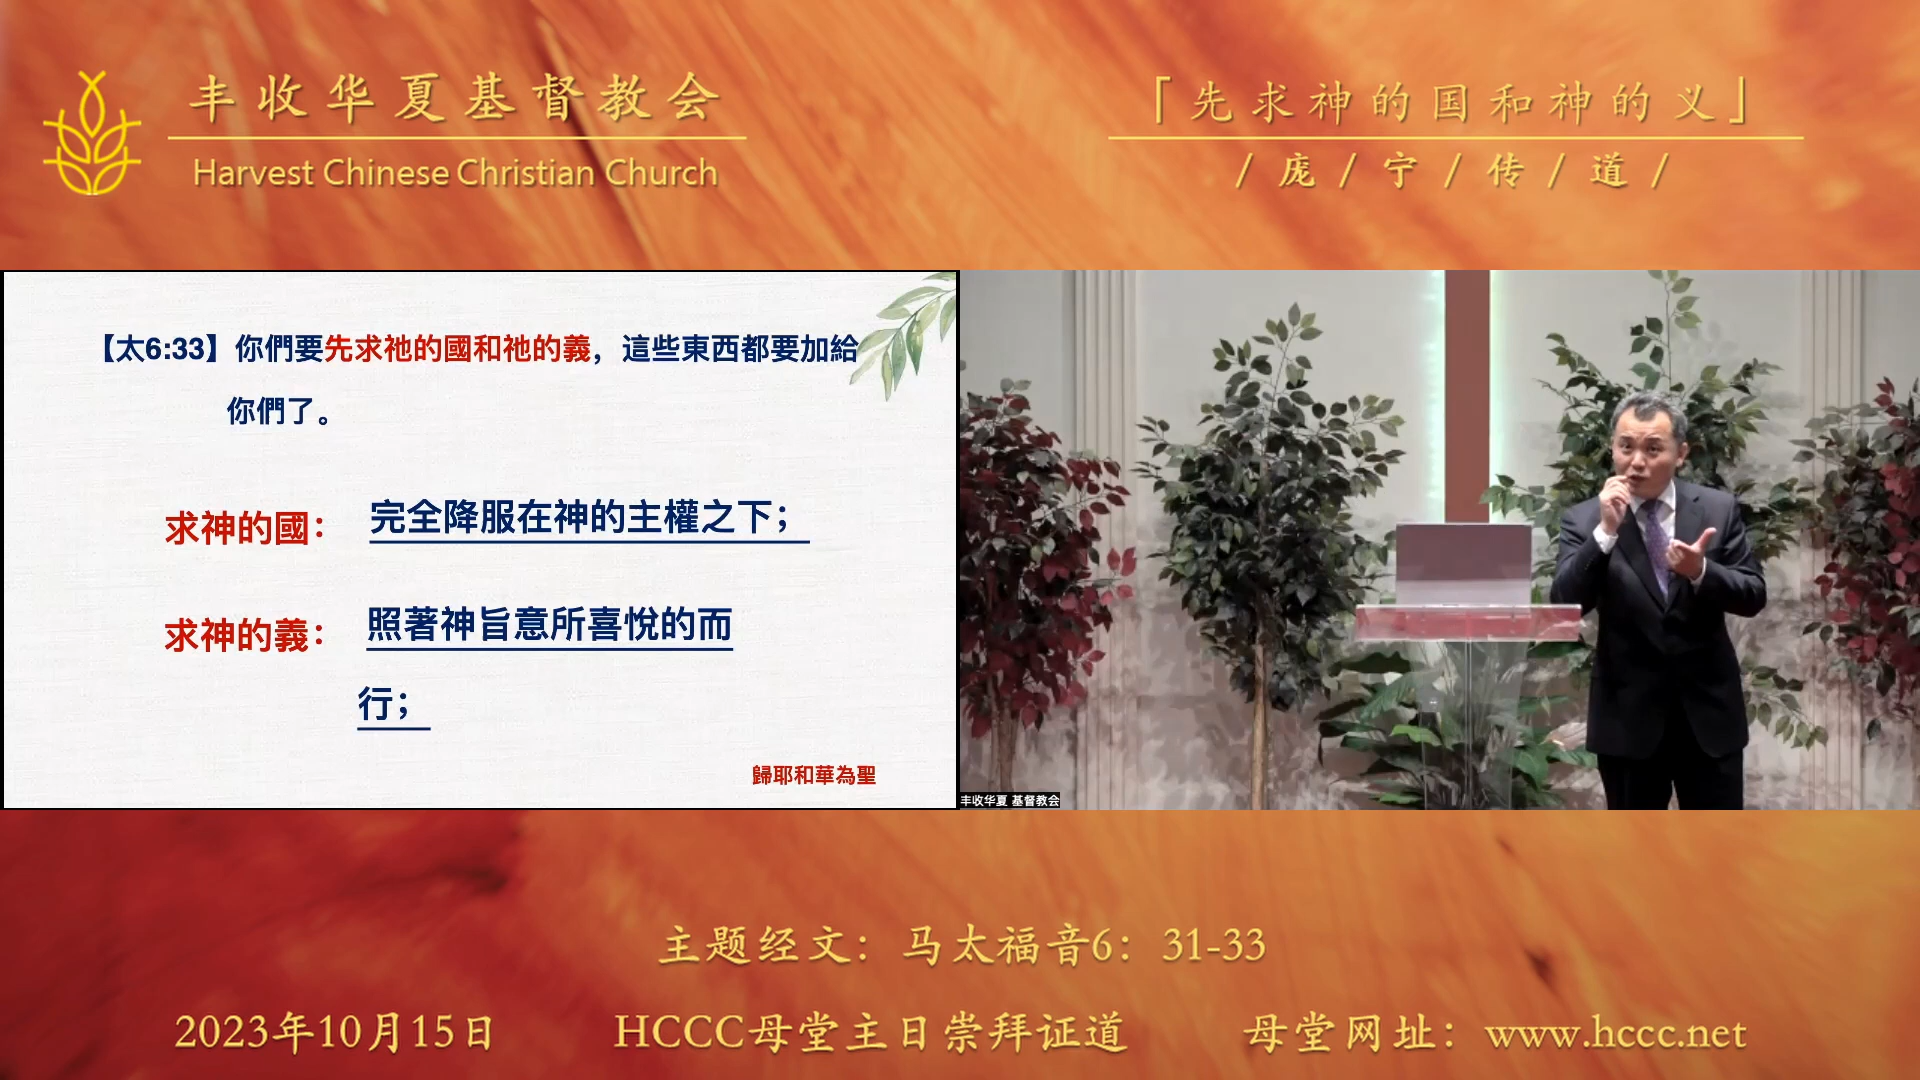 丰收华夏基督教会
Harvest Chinese Christian Church
「先求神的国和神的义」
/ 庞 / 宁 / 传 / 道 /
【太6:33】你們要先求祂的國和祂的義，這些東西都要加給
你們了。
求神的國： 完全降服在神的主權之下；
求神的義： 照著神旨意所喜悅的而
行；
歸耶和華為聖
丰收华夏 基督教会
主题经文：马太福音6：31-33
2023年10月15日 HCCC母堂主日崇拜证道 母堂网址：www.hccc.net